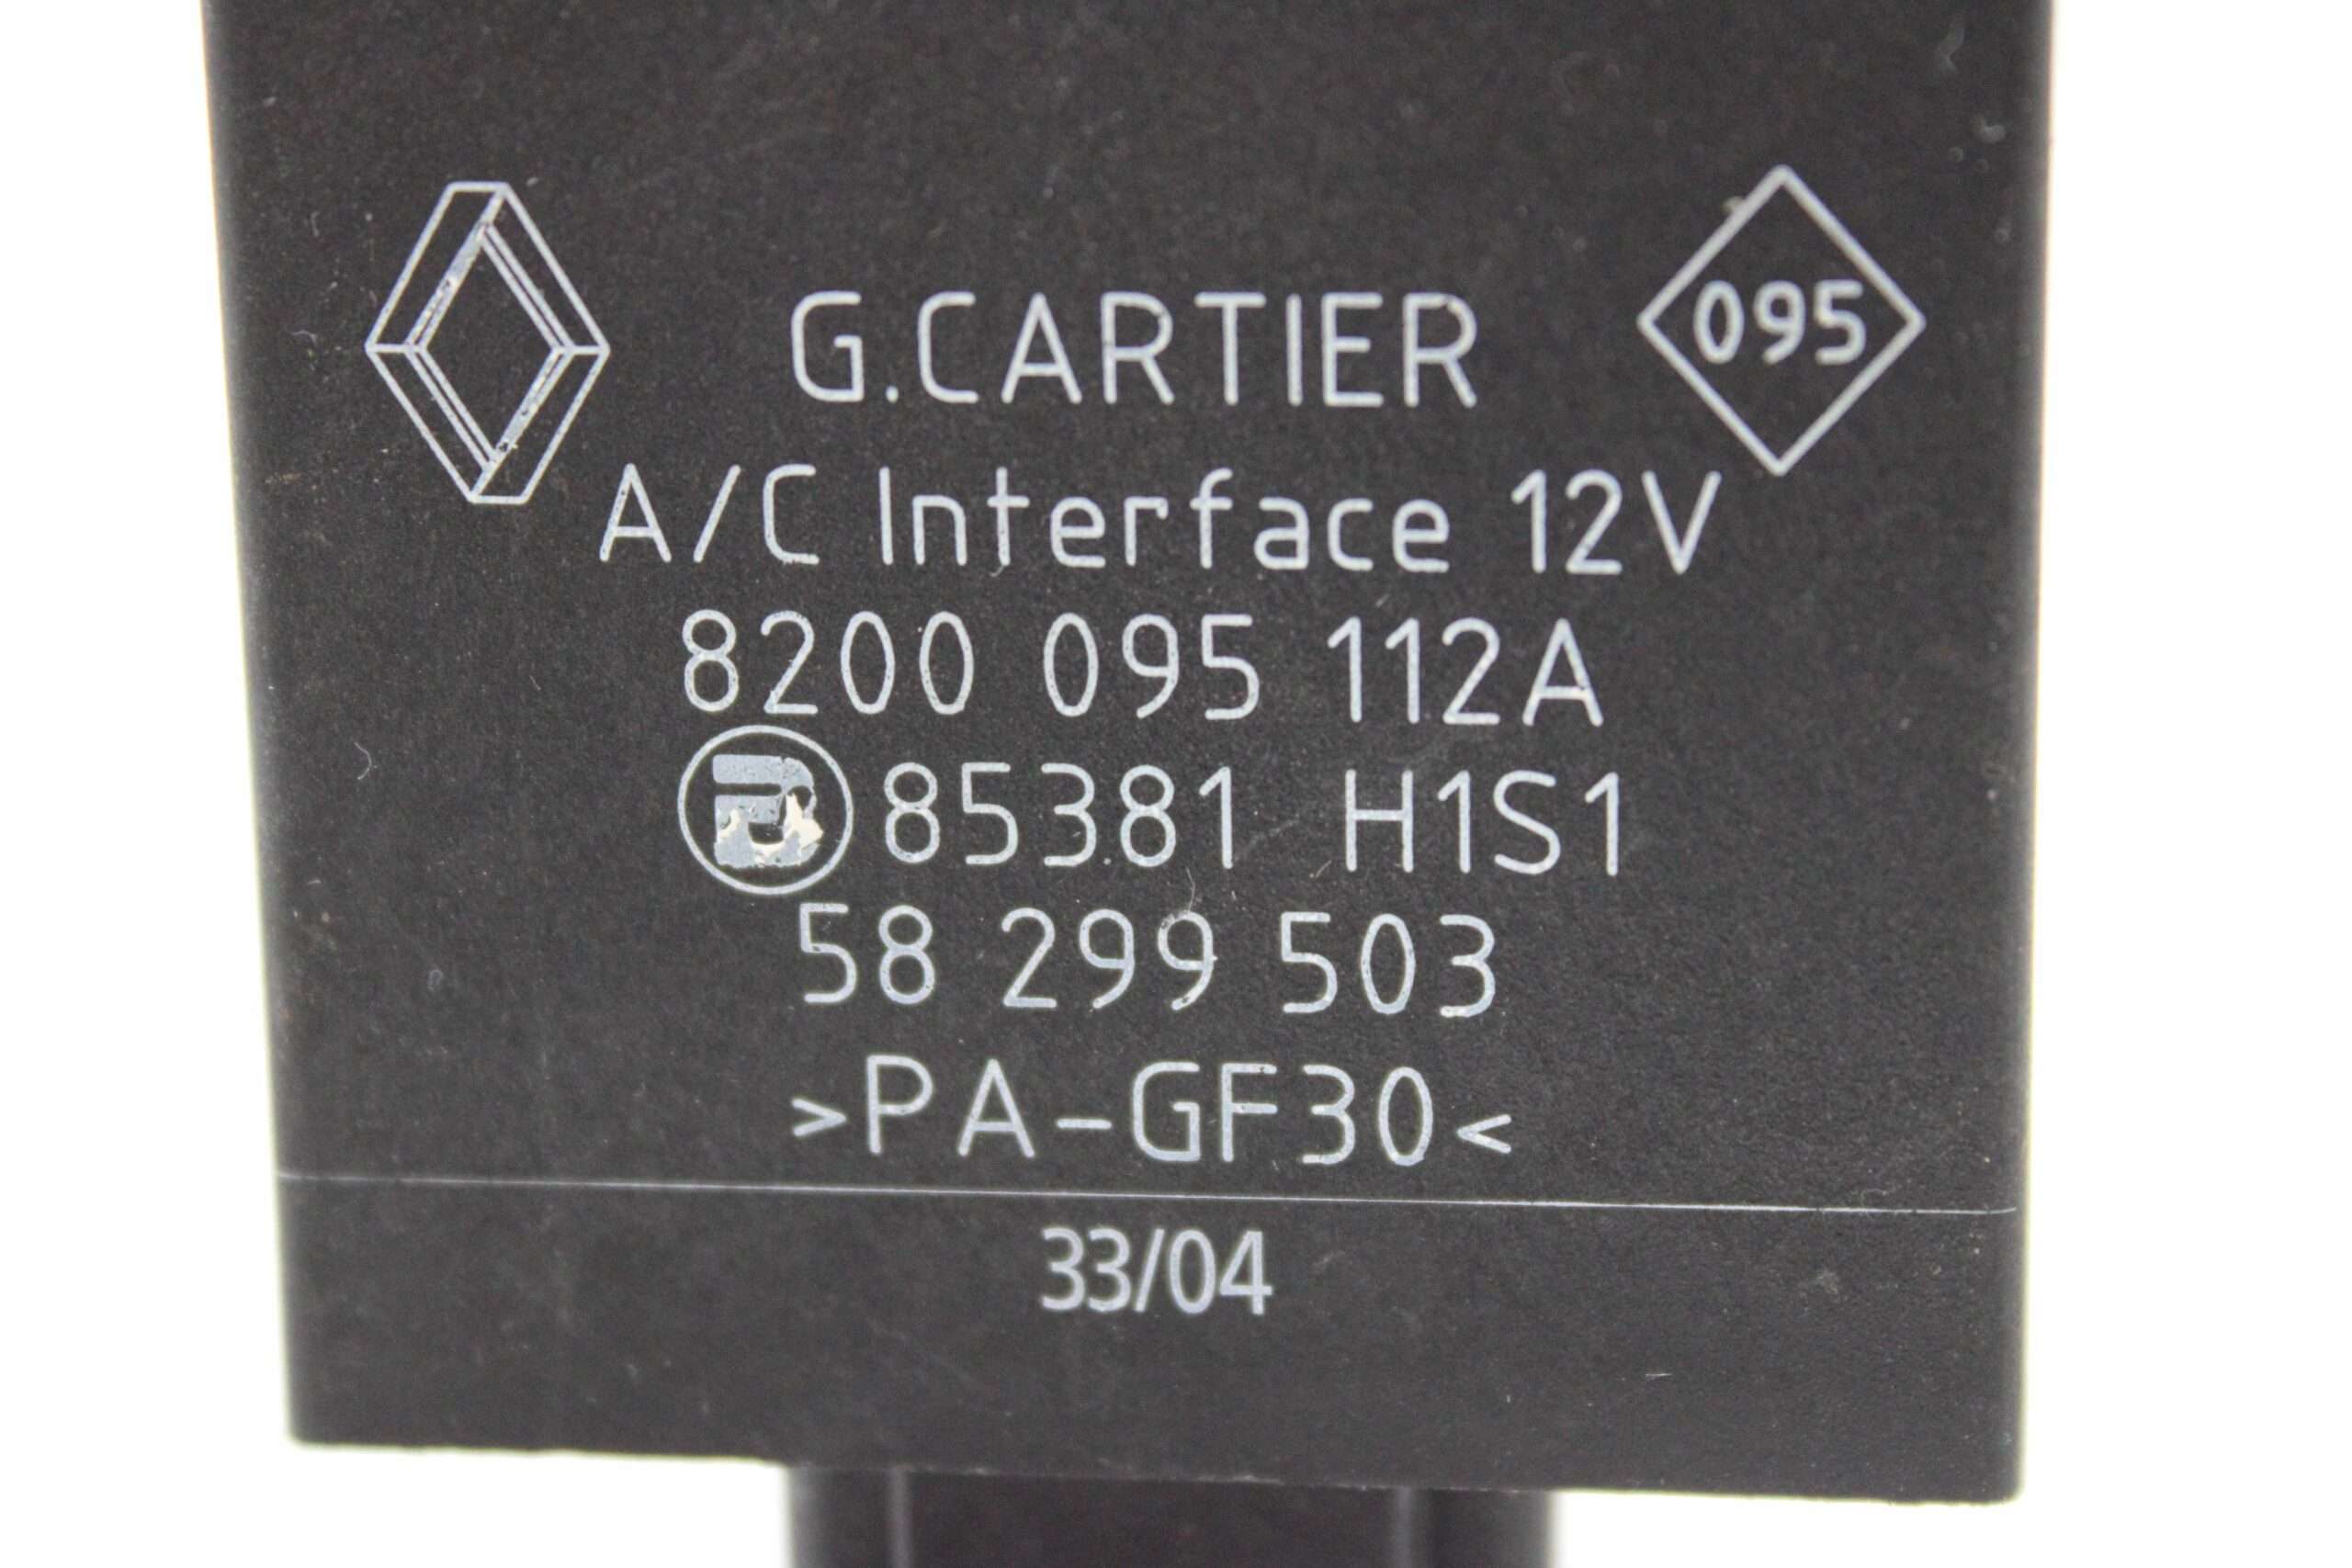 G.CARTIER
095
A/C Interface 12V
8200 095 112A
85381 H1S1
58 299 503
>PA-GF30<
33/04